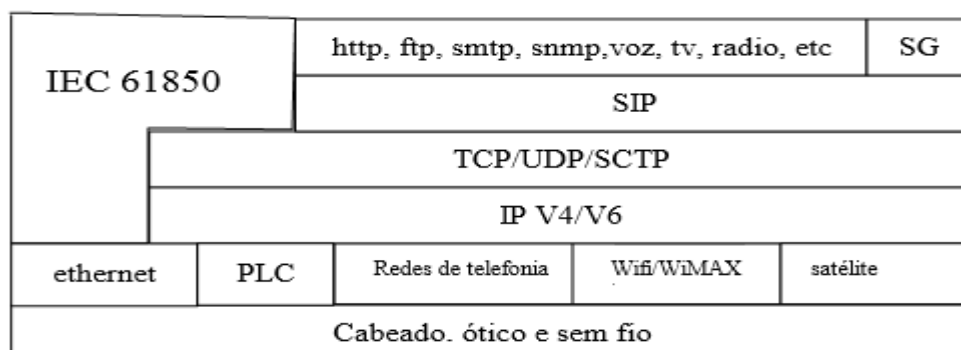 http, ftp, smtp, snmp,voz, tv, radio, etc
SG
IEC 61850
SIP
TCP/UDP/SCTP
IP V4/V6
ethernet
PLC
Redes de telefonia
Wifi/WiMAX
satélite
Cabeado. ótico e sem fio